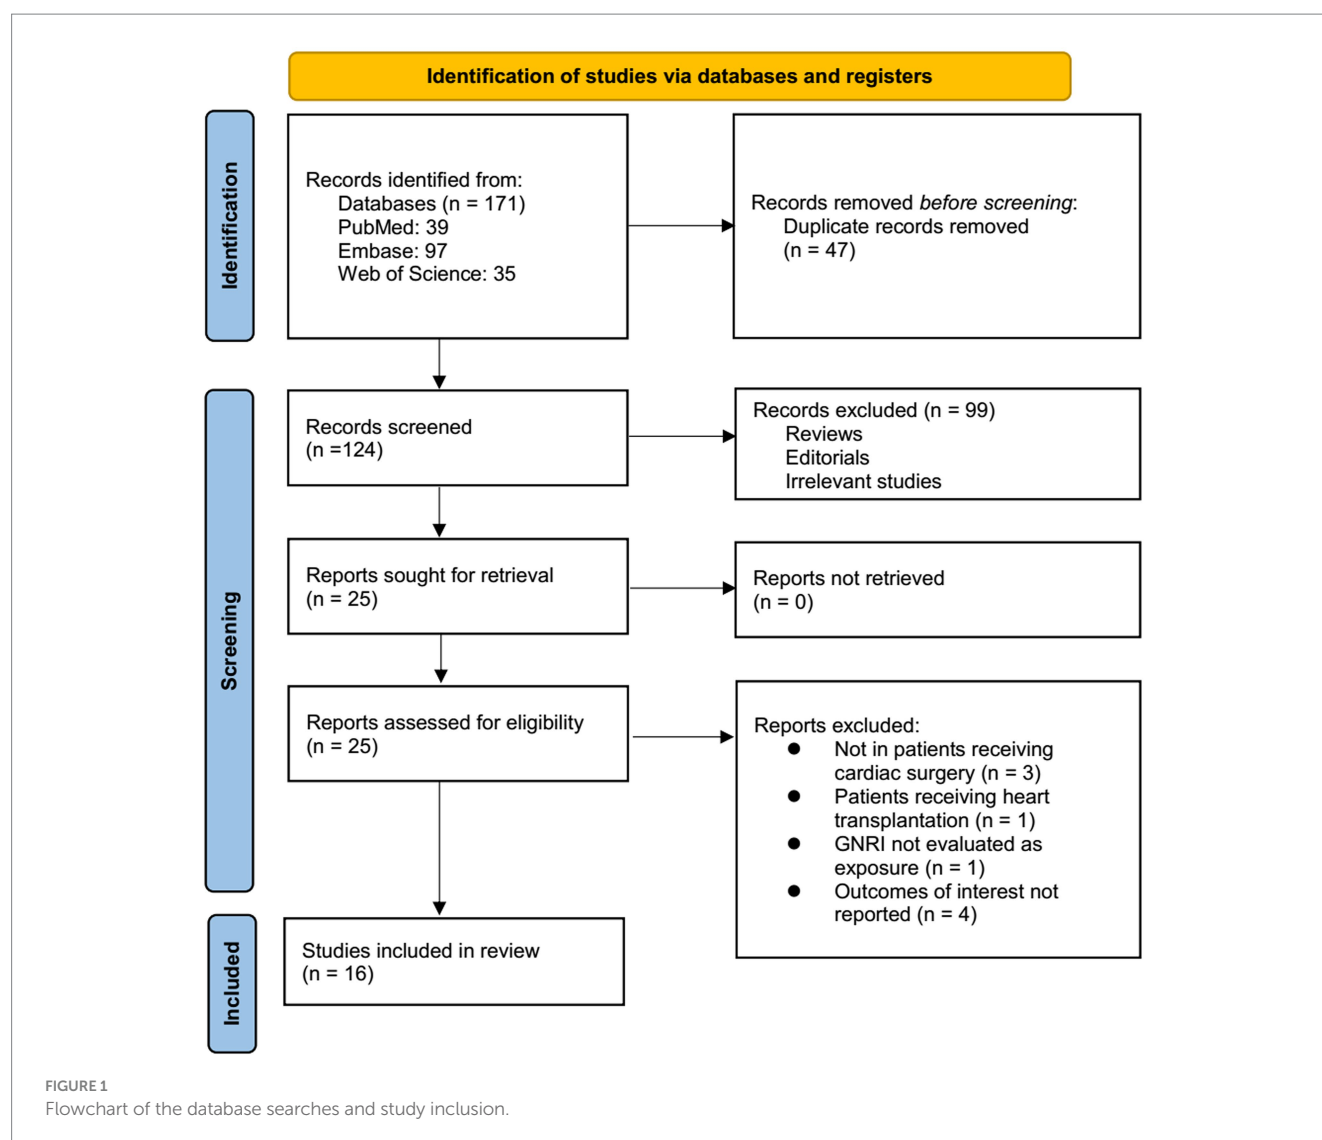 Identification of studies via databases and registers
Identification
Records identified from:
Databases (n = 171)
PubMed: 39
Embase: 97
Web of Science: 35
Records removed before screening:
Duplicate records removed
(n = 47)
Screening
Records screened
(n =124)
Records excluded (n = 99)
Reviews
Editorials
Irrelevant studies
Reports sought for retrieval
(n = 25)
Reports not retrieved
(n = 0)
Reports assessed for eligibility
(n = 25)
Reports excluded:
● Not in patients receiving
cardiac surgery (n = 3)
● Patients receiving heart
transplantation (n = 1)
● GNRI not evaluated as
exposure (n = 1)
● Outcomes of interest not
reported (n = 4)
Included
Studies included in review
(n = 16)
FIGURE 1
Flowchart of the database searches and study inclusion.